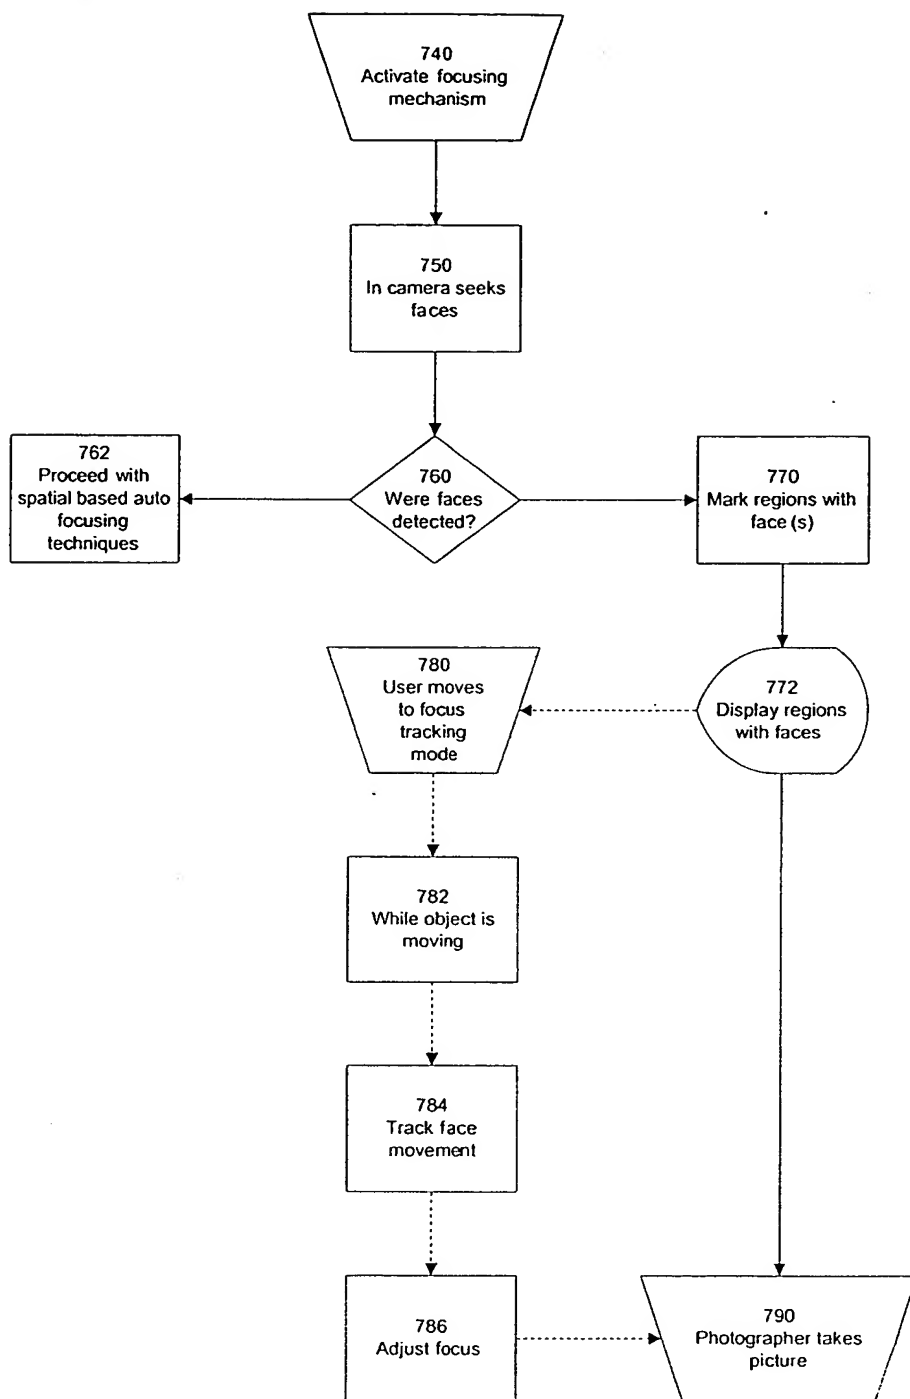 740
Activate focusing
mechanism
750
In camera seeks
faces
762
Proceed with
spatial based auto
focusing
techniques
760
Were faces
detected?
770
Mark regions with
face (s)
780
User moves
to focus
tracking
mode
772
Display regions
with faces
782
While object is
moving
784
Track face
movement
786
Adjust focus
790
Photographer takes
picture